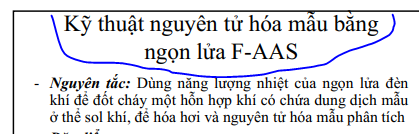 Kỹ thuật nguyên tử hóa mẫu bằng
ngọn lửa F-AAS
- Nguyên tắc: Dùng năng lượng nhiệt của ngọn lửa đèn
khí để đốt cháy một hỗn hợp khí có chứa dung dịch mẫu
ở thể sol khí, để hóa hơi và nguyên tử hóa mẫu phân tích